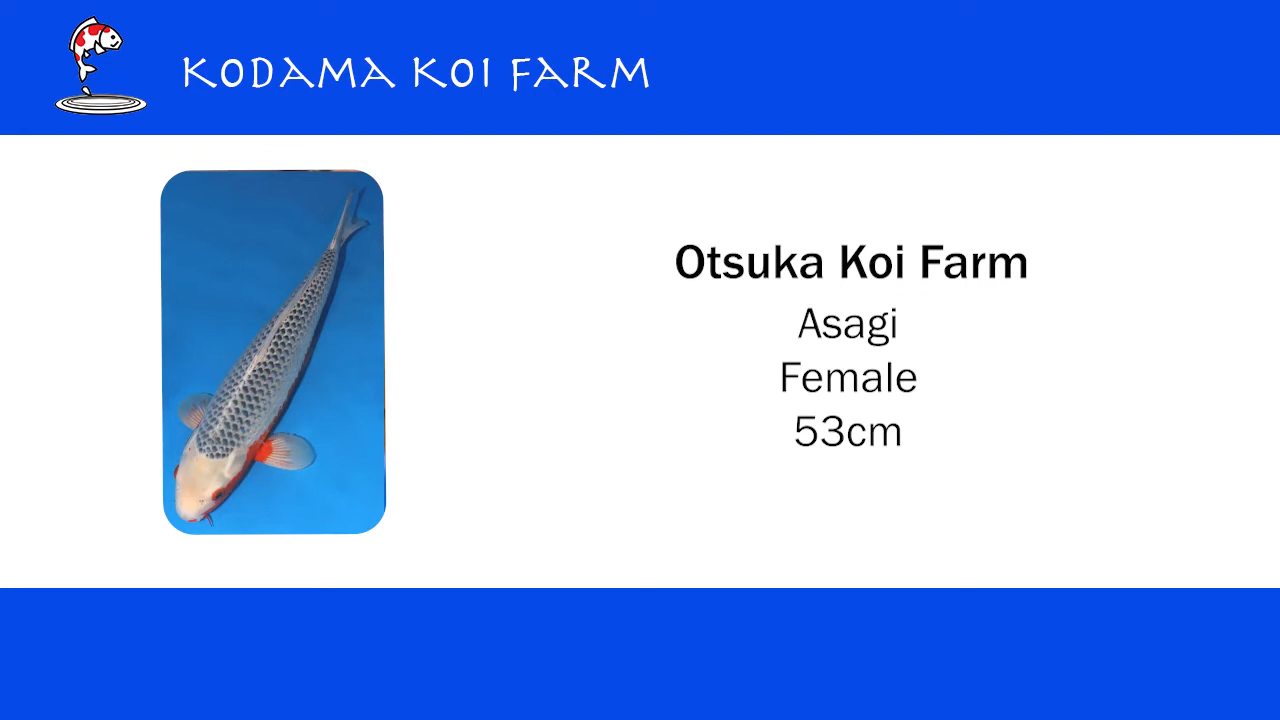 KODAMA KOI FARM
Otsuka Koi Farm
Asagi
Female
53cm